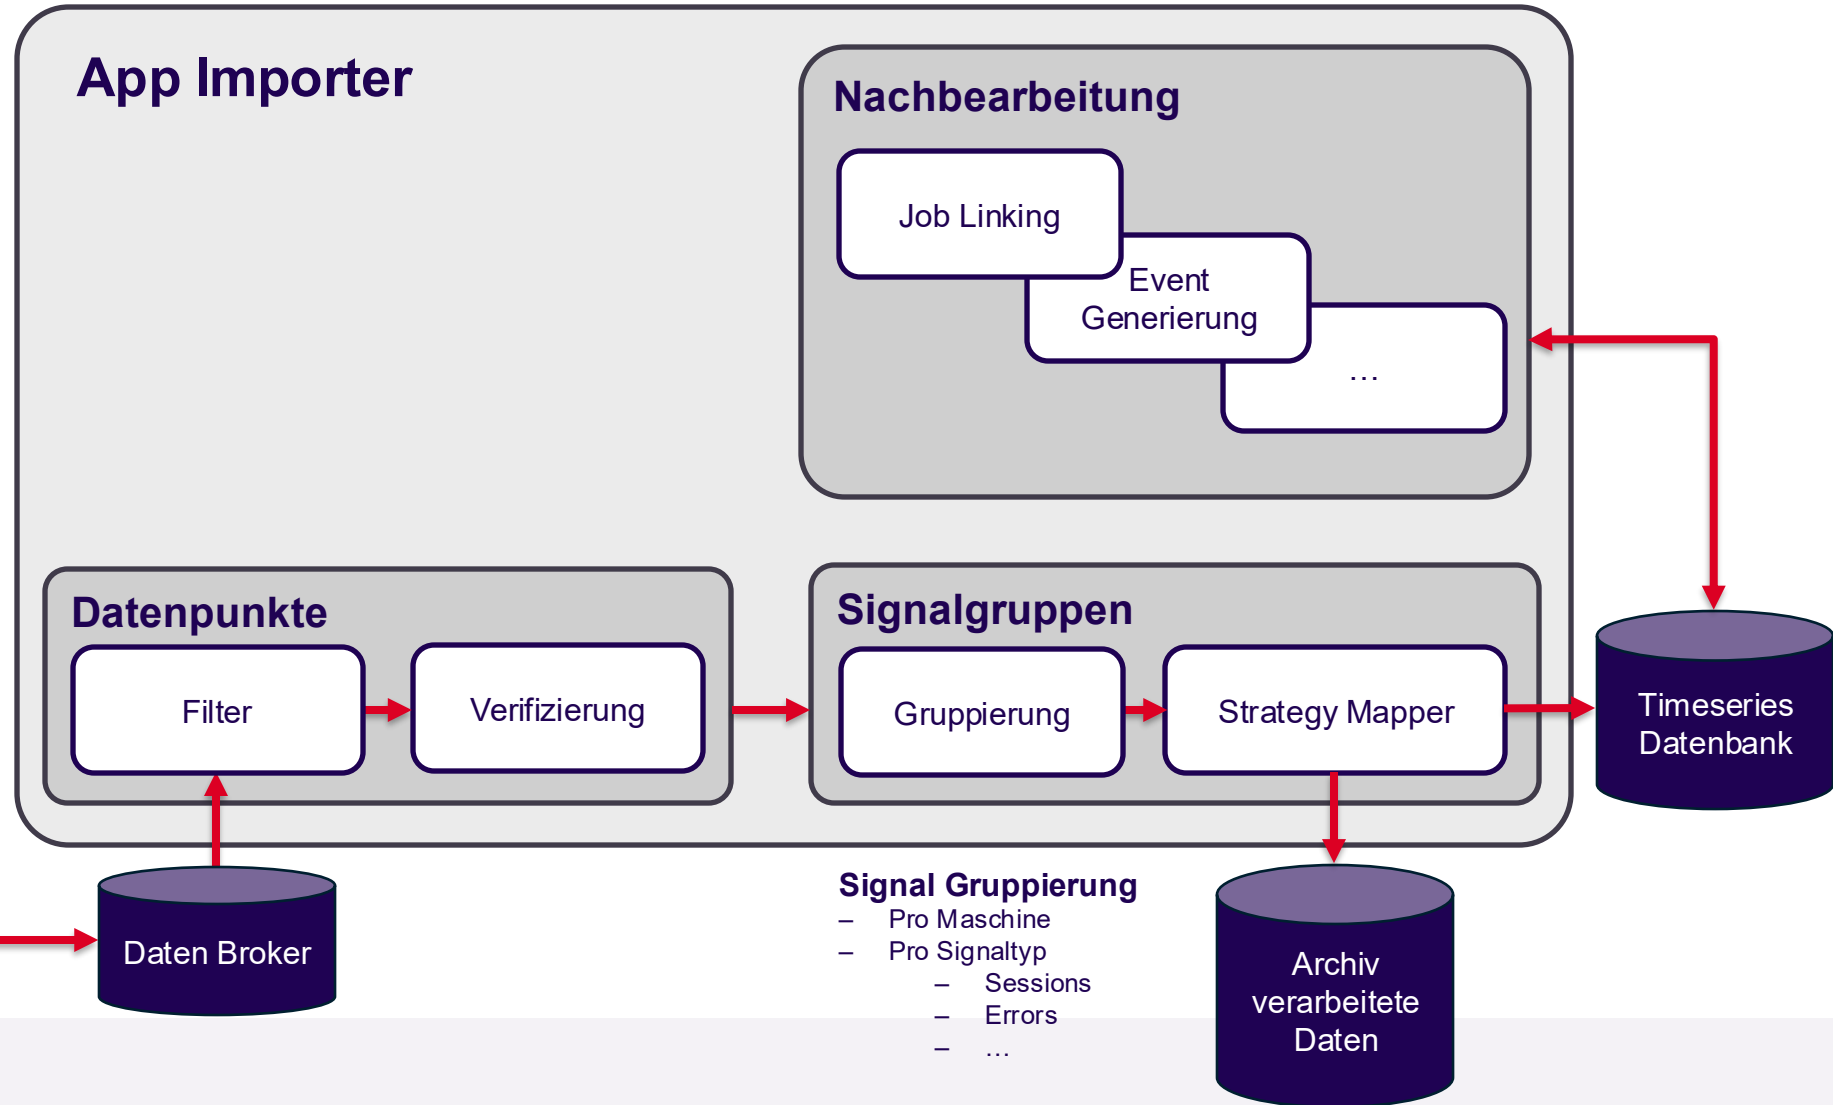 App Importer
Nachbearbeitung
Job Linking
Event
Generierung
...
Datenpunkte
Filter
Verifizierung
Signalgruppen
Gruppierung
Strategy Mapper
Timeseries
Datenbank
Daten Broker
Signal Gruppierung
– Pro Maschine
– Pro Signaltyp
– Sessions
– Errors
– ...
Archiv
verarbeitete
Daten